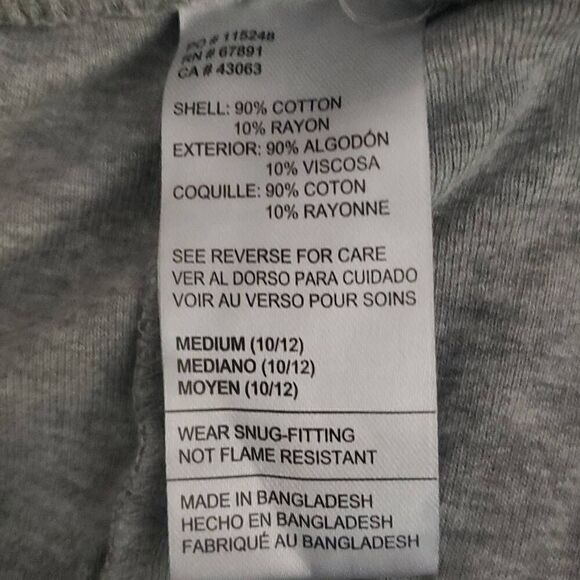 PO # 115248
RN # 67891
CA # 43063
SHELL: 90% COTTON
10% RAYON
EXTERIOR: 90% ALGODÓN
10% VISCOSA
COQUILLE: 90% COTON
10% RAYONNE
SEE REVERSE FOR CARE
VER AL DORSO PARA CUIDADO
VOIR AU VERSO POUR SOINS
MEDIUM (10/12)
MEDIANO (10/12)
MOYEN (10/12)
WEAR SNUG-FITTING
NOT FLAME RESISTANT
MADE IN BANGLADESH
HECHO EN BANGLADESH
FABRIQUÉ AU BANGLADESH